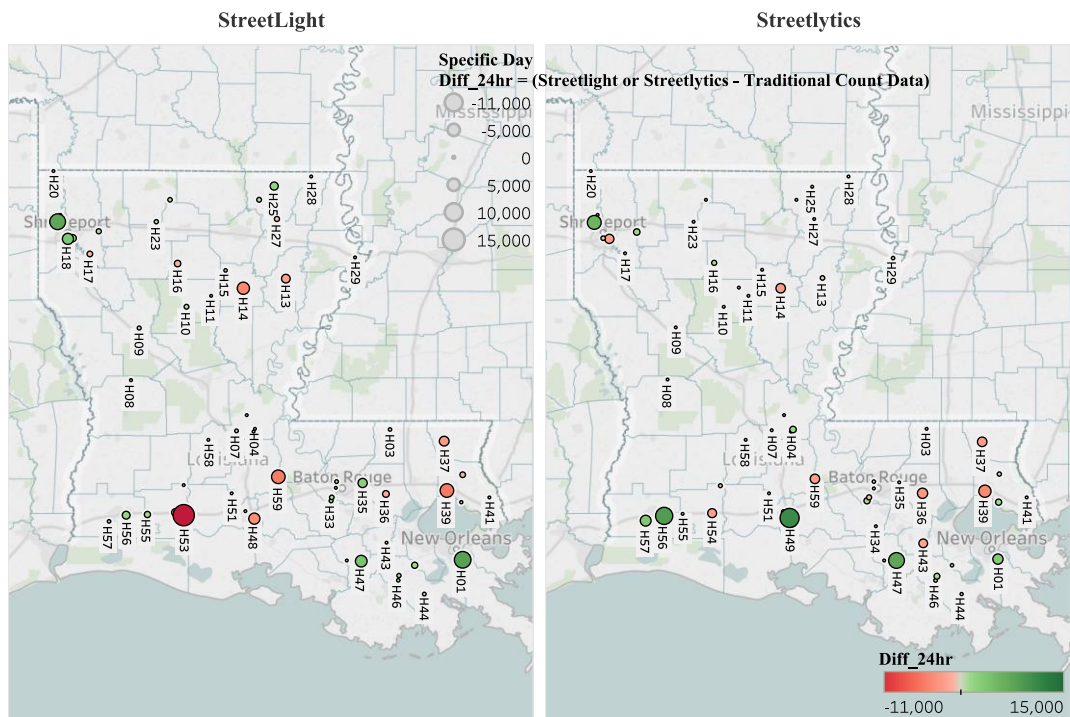 StreetLight
Streetlytics
Specific Day
Diff_24hr = (Streetlight or Streetlytics - Traditional Count Data)
-11,000
-5,000
0
5,000
10,000
15,000
Mississippi
Mississippi
H20
H28
H25
H27
H23
Shreveport
H18
H17
H16
H15
H29
H14
H13
H11
H10
H09
H08
H04
H07
H03
H58
H37
Louisiana
Baton Rouge
H59
H35
H36
H39
H33
H41
H51
H53
H48
H55
H56
H57
New Orleans
H43
H47
H01
H46
H44
H20
H28
H25
H27
H23
Shreveport
H17
H16
H15
H29
H14
H13
H11
H10
H09
H08
H04
H07
H03
H58
H37
Louisiana
Baton Rouge
H59
H35
H36
H39
H41
H51
H49
H54
H55
H56
H57
H34
New Orleans
H43
H47
H01
H46
H44
Diff_24hr
-11,000
15,000